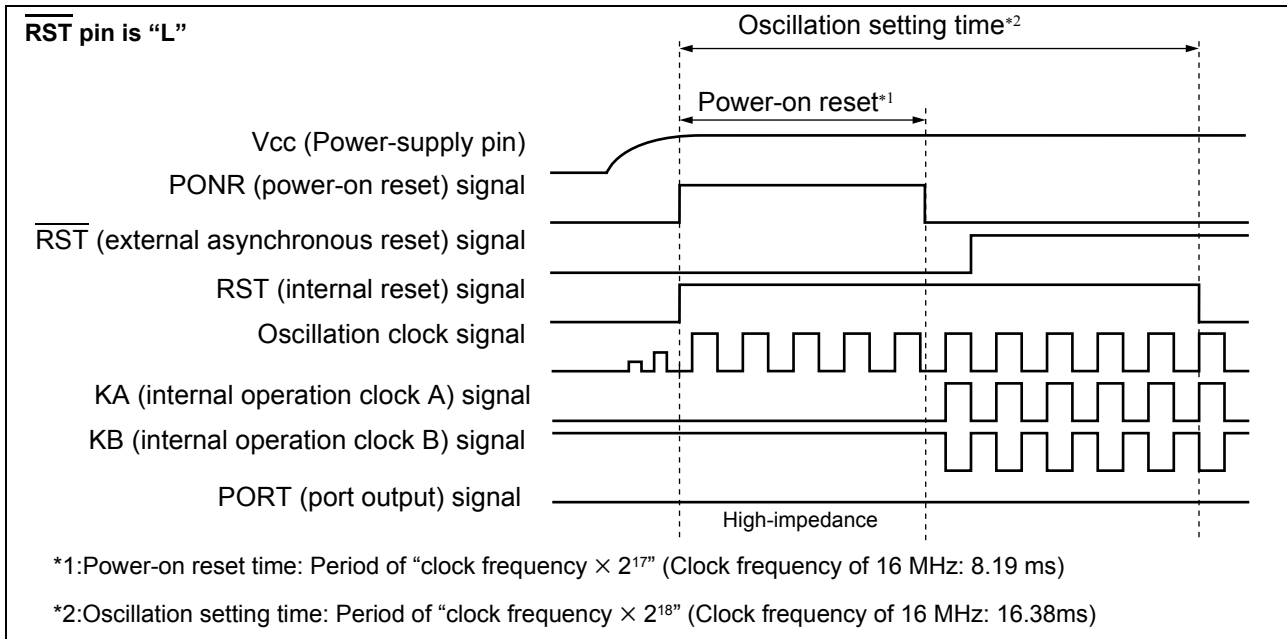 RST pin is “L”
Oscillation setting time*2
Power-on reset*1
Vcc (Power-supply pin)
PONR (power-on reset) signal
RST (external asynchronous reset) signal
RST (internal reset) signal
Oscillation clock signal
KA (internal operation clock A) signal
KB (internal operation clock B) signal
PORT (port output) signal
High-impedance
*1:Power-on reset time: Period of “clock frequency × 2¹⁷” (Clock frequency of 16 MHz: 8.19 ms)
*2:Oscillation setting time: Period of “clock frequency × 2¹⁸” (Clock frequency of 16 MHz: 16.38ms)